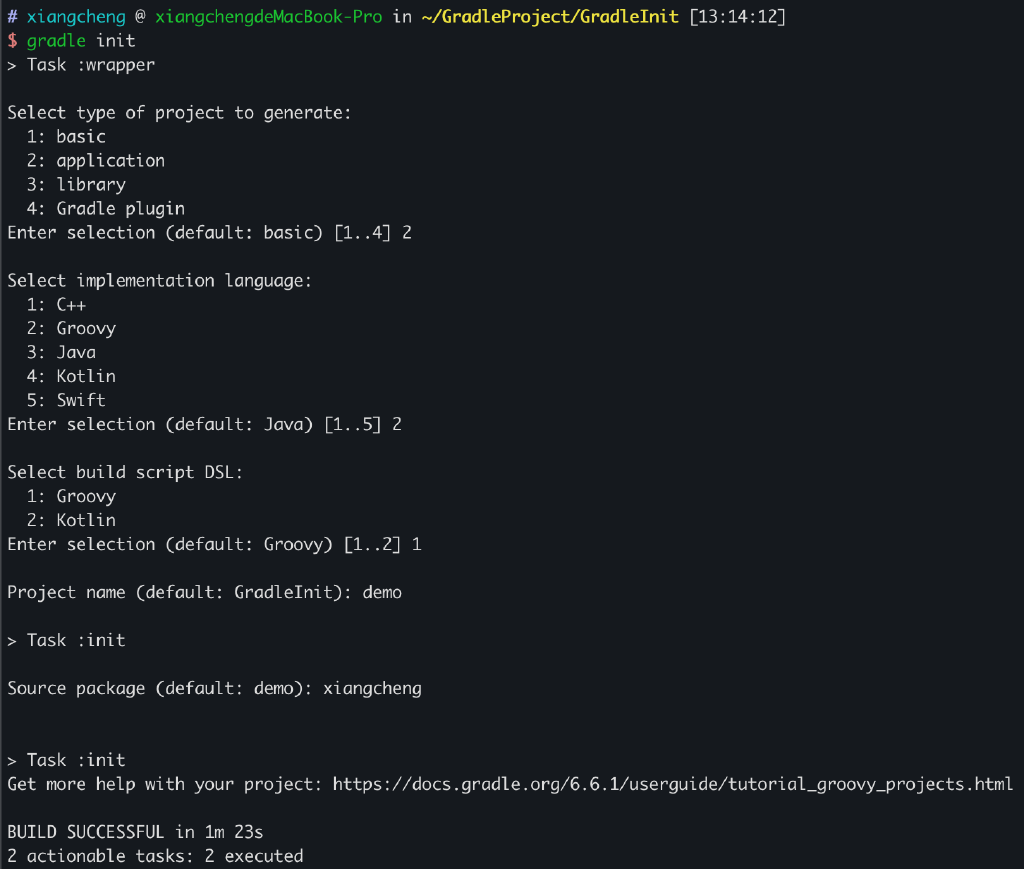 # xiangcheng @ xiangchengdeMacBook-Pro in ~/GradleProject/GradleInit [13:14:12]
$ gradle init
> Task :wrapper
Select type of project to generate:
1: basic
2: application
3: library
4: Gradle plugin
Enter selection (default: basic) [1..4] 2
Select implementation language:
1: C++
2: Groovy
3: Java
4: Kotlin
5: Swift
Enter selection (default: Java) [1..5] 2
Select build script DSL:
1: Groovy
2: Kotlin
Enter selection (default: Groovy) [1..2] 1
Project name (default: GradleInit): demo
> Task :init
Source package (default: demo): xiangcheng
> Task :init
Get more help with your project: https://docs.gradle.org/6.6.1/userguide/tutorial_groovy_projects.html
BUILD SUCCESSFUL in 1m 23s
2 actionable tasks: 2 executed